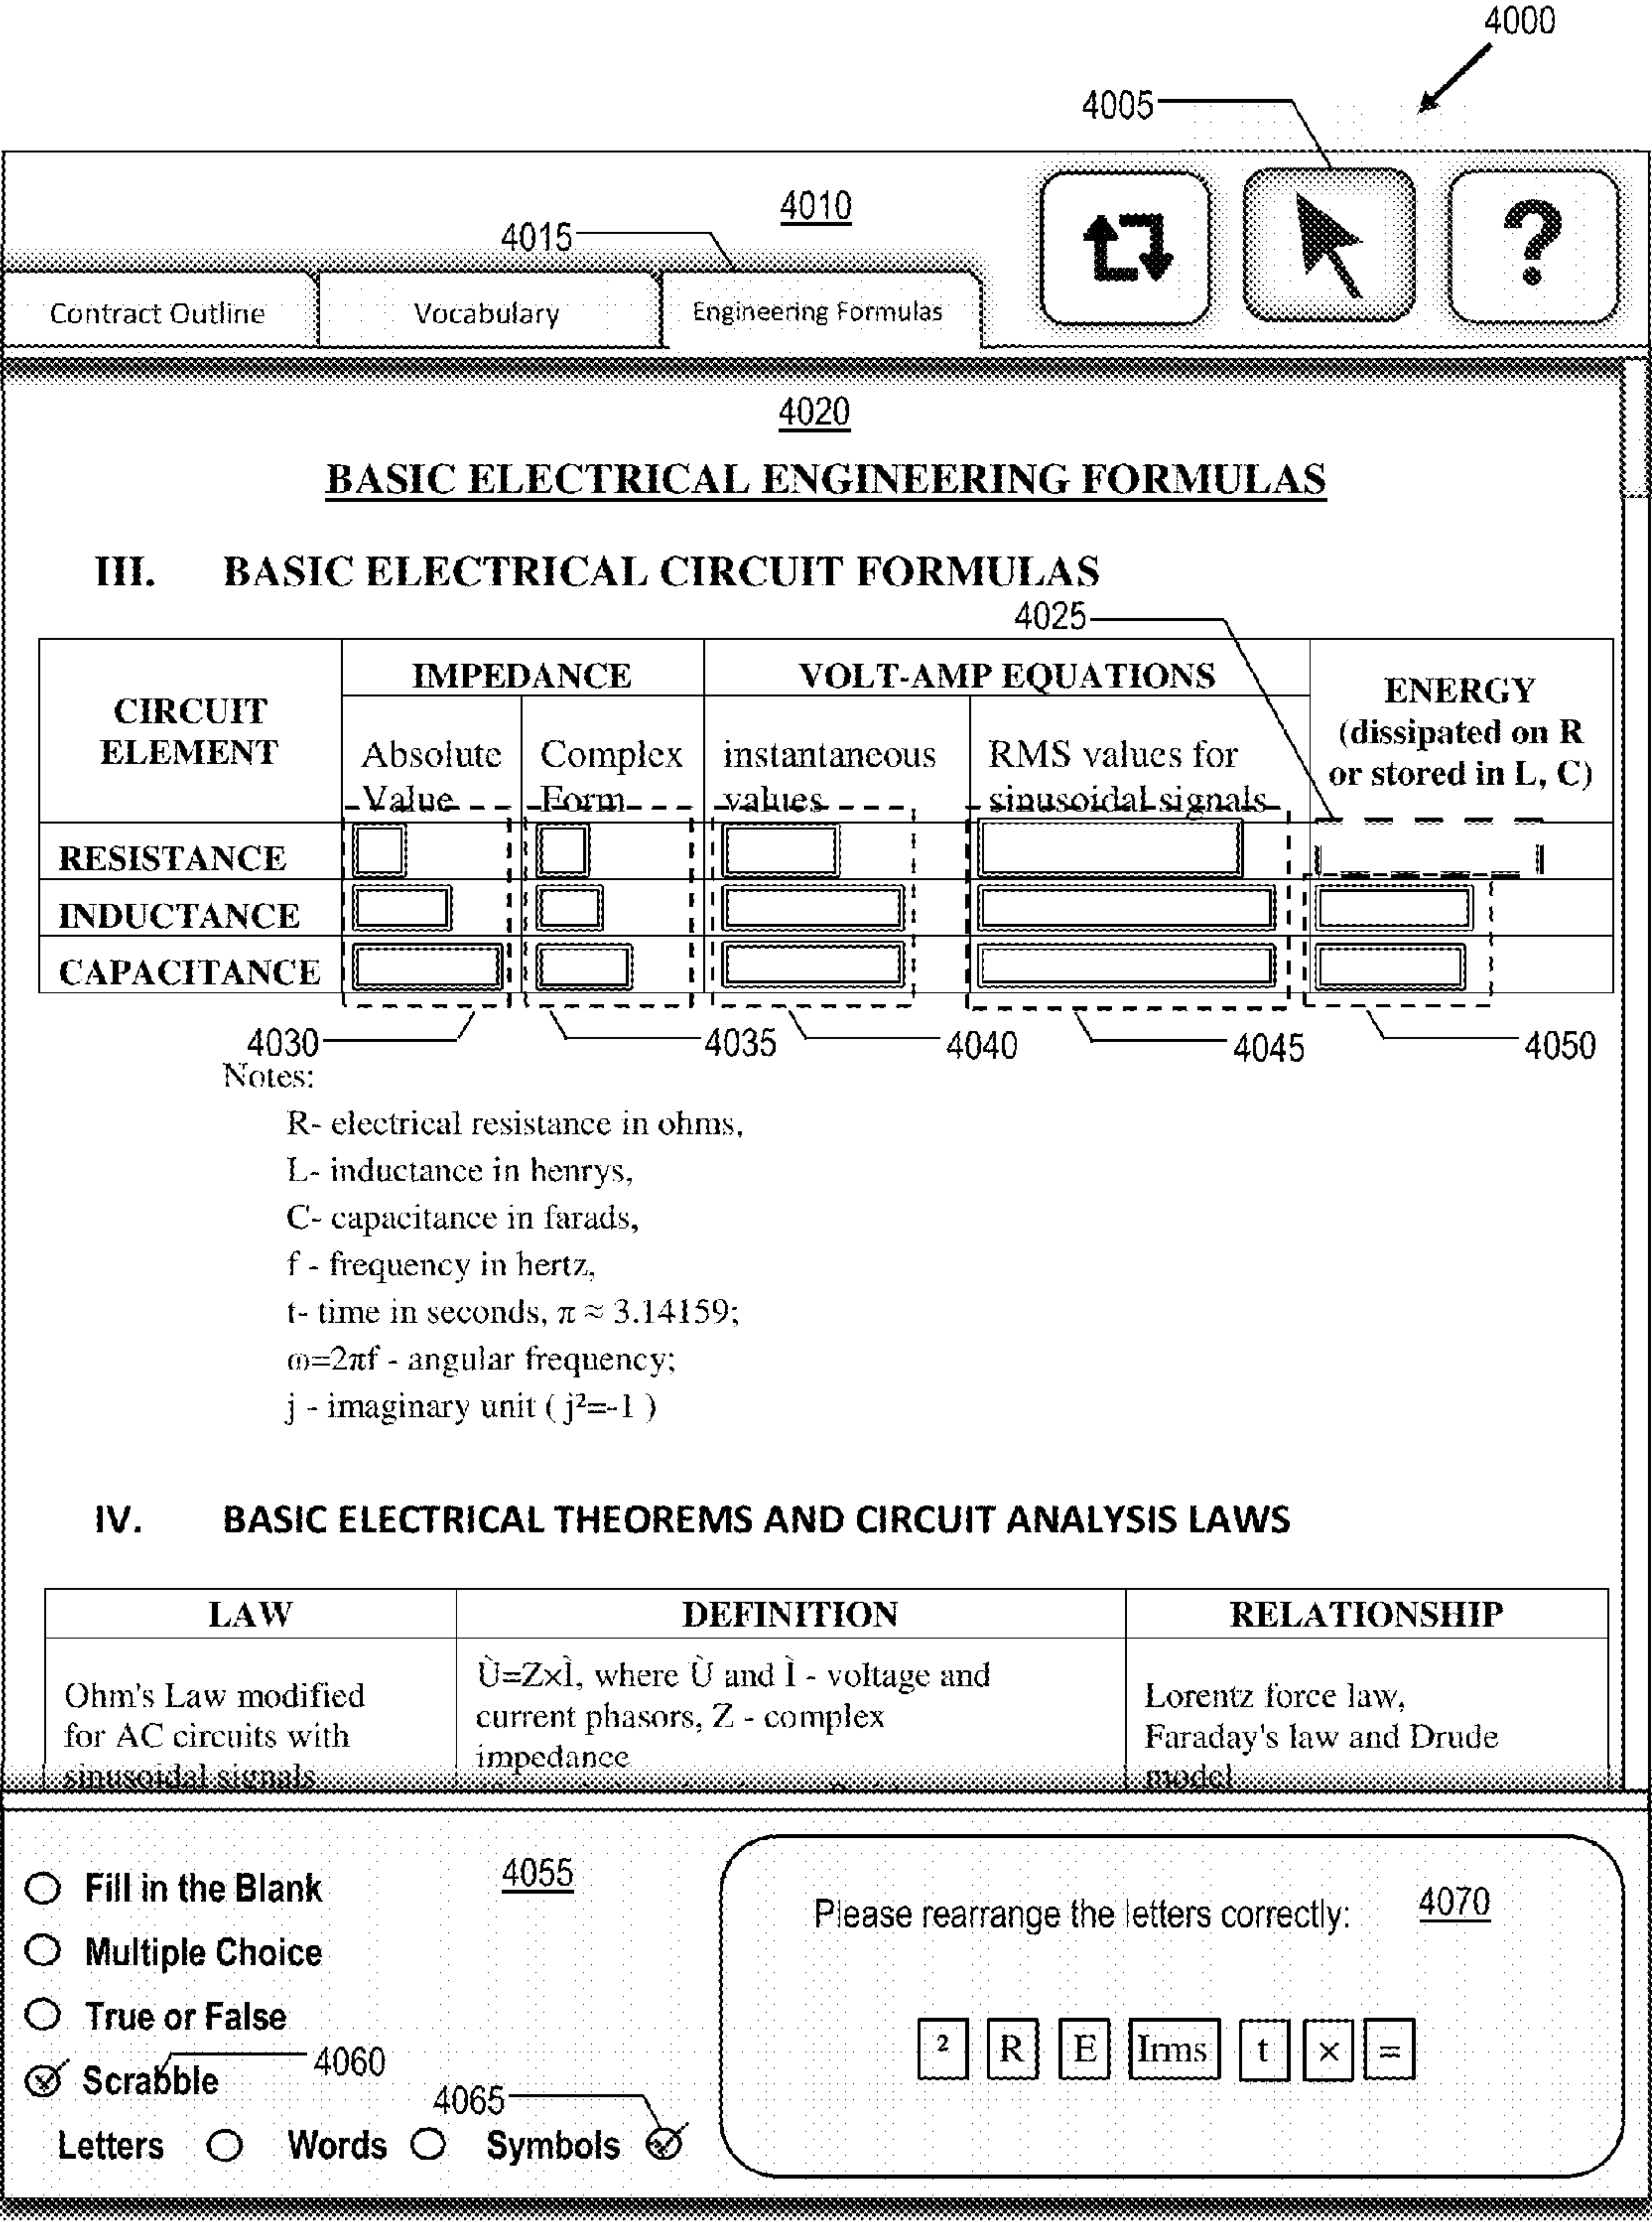 4000
4005
4010
4015
?
Contract Outline Vocabulary Engineering Formulas
4020
BASIC ELECTRICAL ENGINEERING FORMULAS
III. BASIC ELECTRICAL CIRCUIT FORMULAS
4025
CIRCUIT ELEMENT IMPEDANCE VOLT-AMP EQUATIONS ENERGY (dissipated on R or stored in L, C)
Absolute Value Complex Form instantaneous values RMS values for sinusoidal signals
RESISTANCE
INDUCTANCE
CAPACITANCE
4030 4035 4040 4045 4050
Notes:
R- electrical resistance in ohms,
L- inductance in henrys,
C- capacitance in farads,
f - frequency in hertz,
t- time in seconds, π ≈ 3.14159;
ω=2πf - angular frequency;
j - imaginary unit ( j²=-1 )
IV. BASIC ELECTRICAL THEOREMS AND CIRCUIT ANALYSIS LAWS
LAW DEFINITION RELATIONSHIP
Ohm's Law modified
for AC circuits with
sinusoidal signals
Ù=Z×Ì, where Ù and Ì - voltage and
current phasors, Z - complex
impedance
Lorentz force law,
Faraday's law and Drude
model
4055
Fill in the Blank
Multiple Choice
True or False
Scrabble 4060
4065
Letters Words Symbols
Please rearrange the letters correctly: 4070
² R E Irms t × =